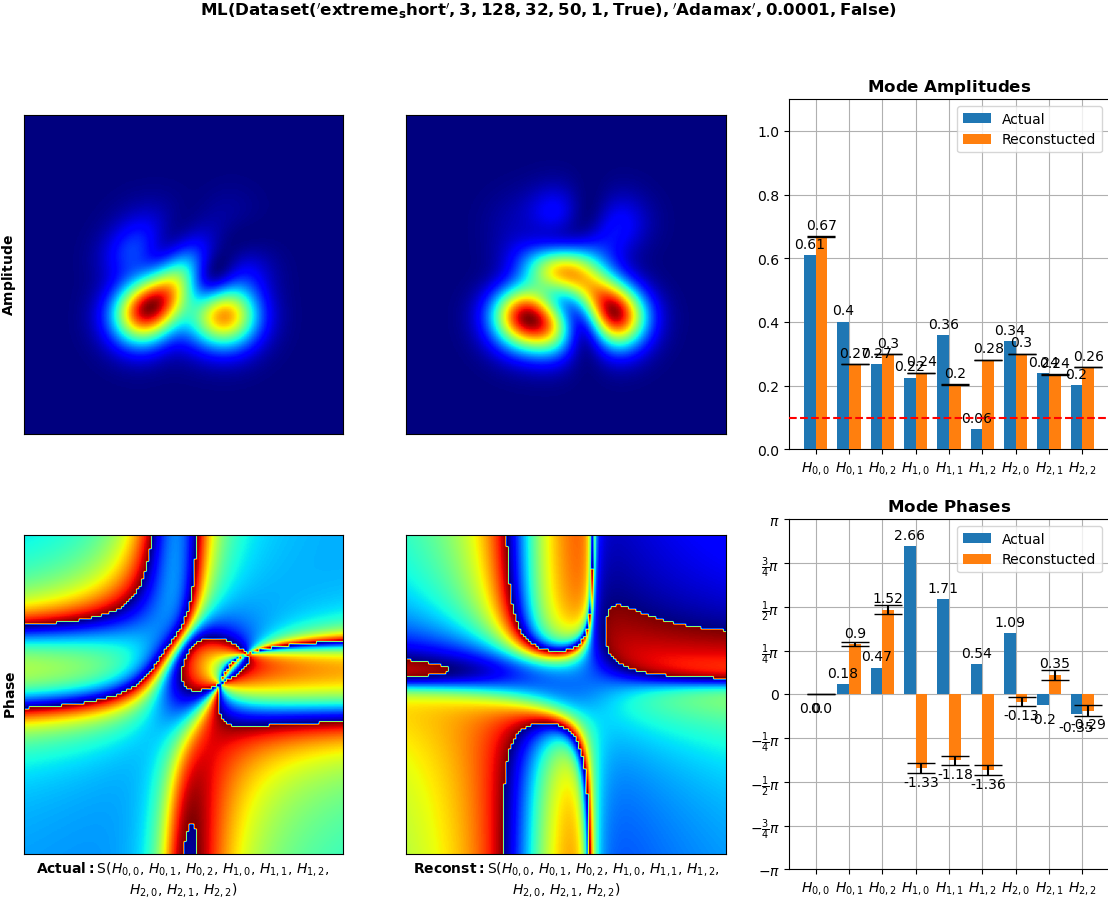 ML(Dataset('extreme_short', 3, 128, 32, 50, 1, True), 'Adamax', 0.0001, False)
Amplitude
Mode Amplitudes
Actual
Reconstucted
1.0
0.8
0.6
0.4
0.2
0.0
0.61
0.67
0.4
0.27
0.27
0.3
0.22
0.24
0.36
0.2
0.06
0.28
0.34
0.3
0.24
0.24
0.2
0.26
H0,0 H0,1 H0,2 H1,0 H1,1 H1,2 H2,0 H2,1 H2,2
Phase
Mode Phases
Actual
Reconstucted
π
3/4π
1/2π
1/4π
0
−1/4π
−1/2π
−3/4π
−π
0.0
0.0
0.18
0.9
0.47
1.52
2.66
-1.33
1.71
-1.18
0.54
-1.36
1.09
-0.13
-0.2
0.35
-0.35
-0.29
H0,0 H0,1 H0,2 H1,0 H1,1 H1,2 H2,0 H2,1 H2,2
Actual: S(H0,0, H0,1, H0,2, H1,0, H1,1, H1,2,
H2,0, H2,1, H2,2)
Reconst: S(H0,0, H0,1, H0,2, H1,0, H1,1, H1,2,
H2,0, H2,1, H2,2)